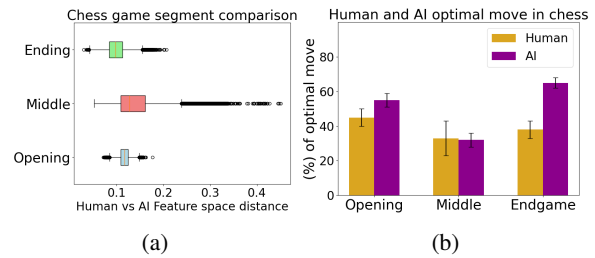 Chess game segment comparison
Ending
Middle
Opening
0.1 0.2 0.3 0.4
Human vs AI Feature space distance
(a)
Human and AI optimal move in chess
(%) of optimal move
80
60
40
20
0
Human
AI
Opening Middle Endgame
(b)